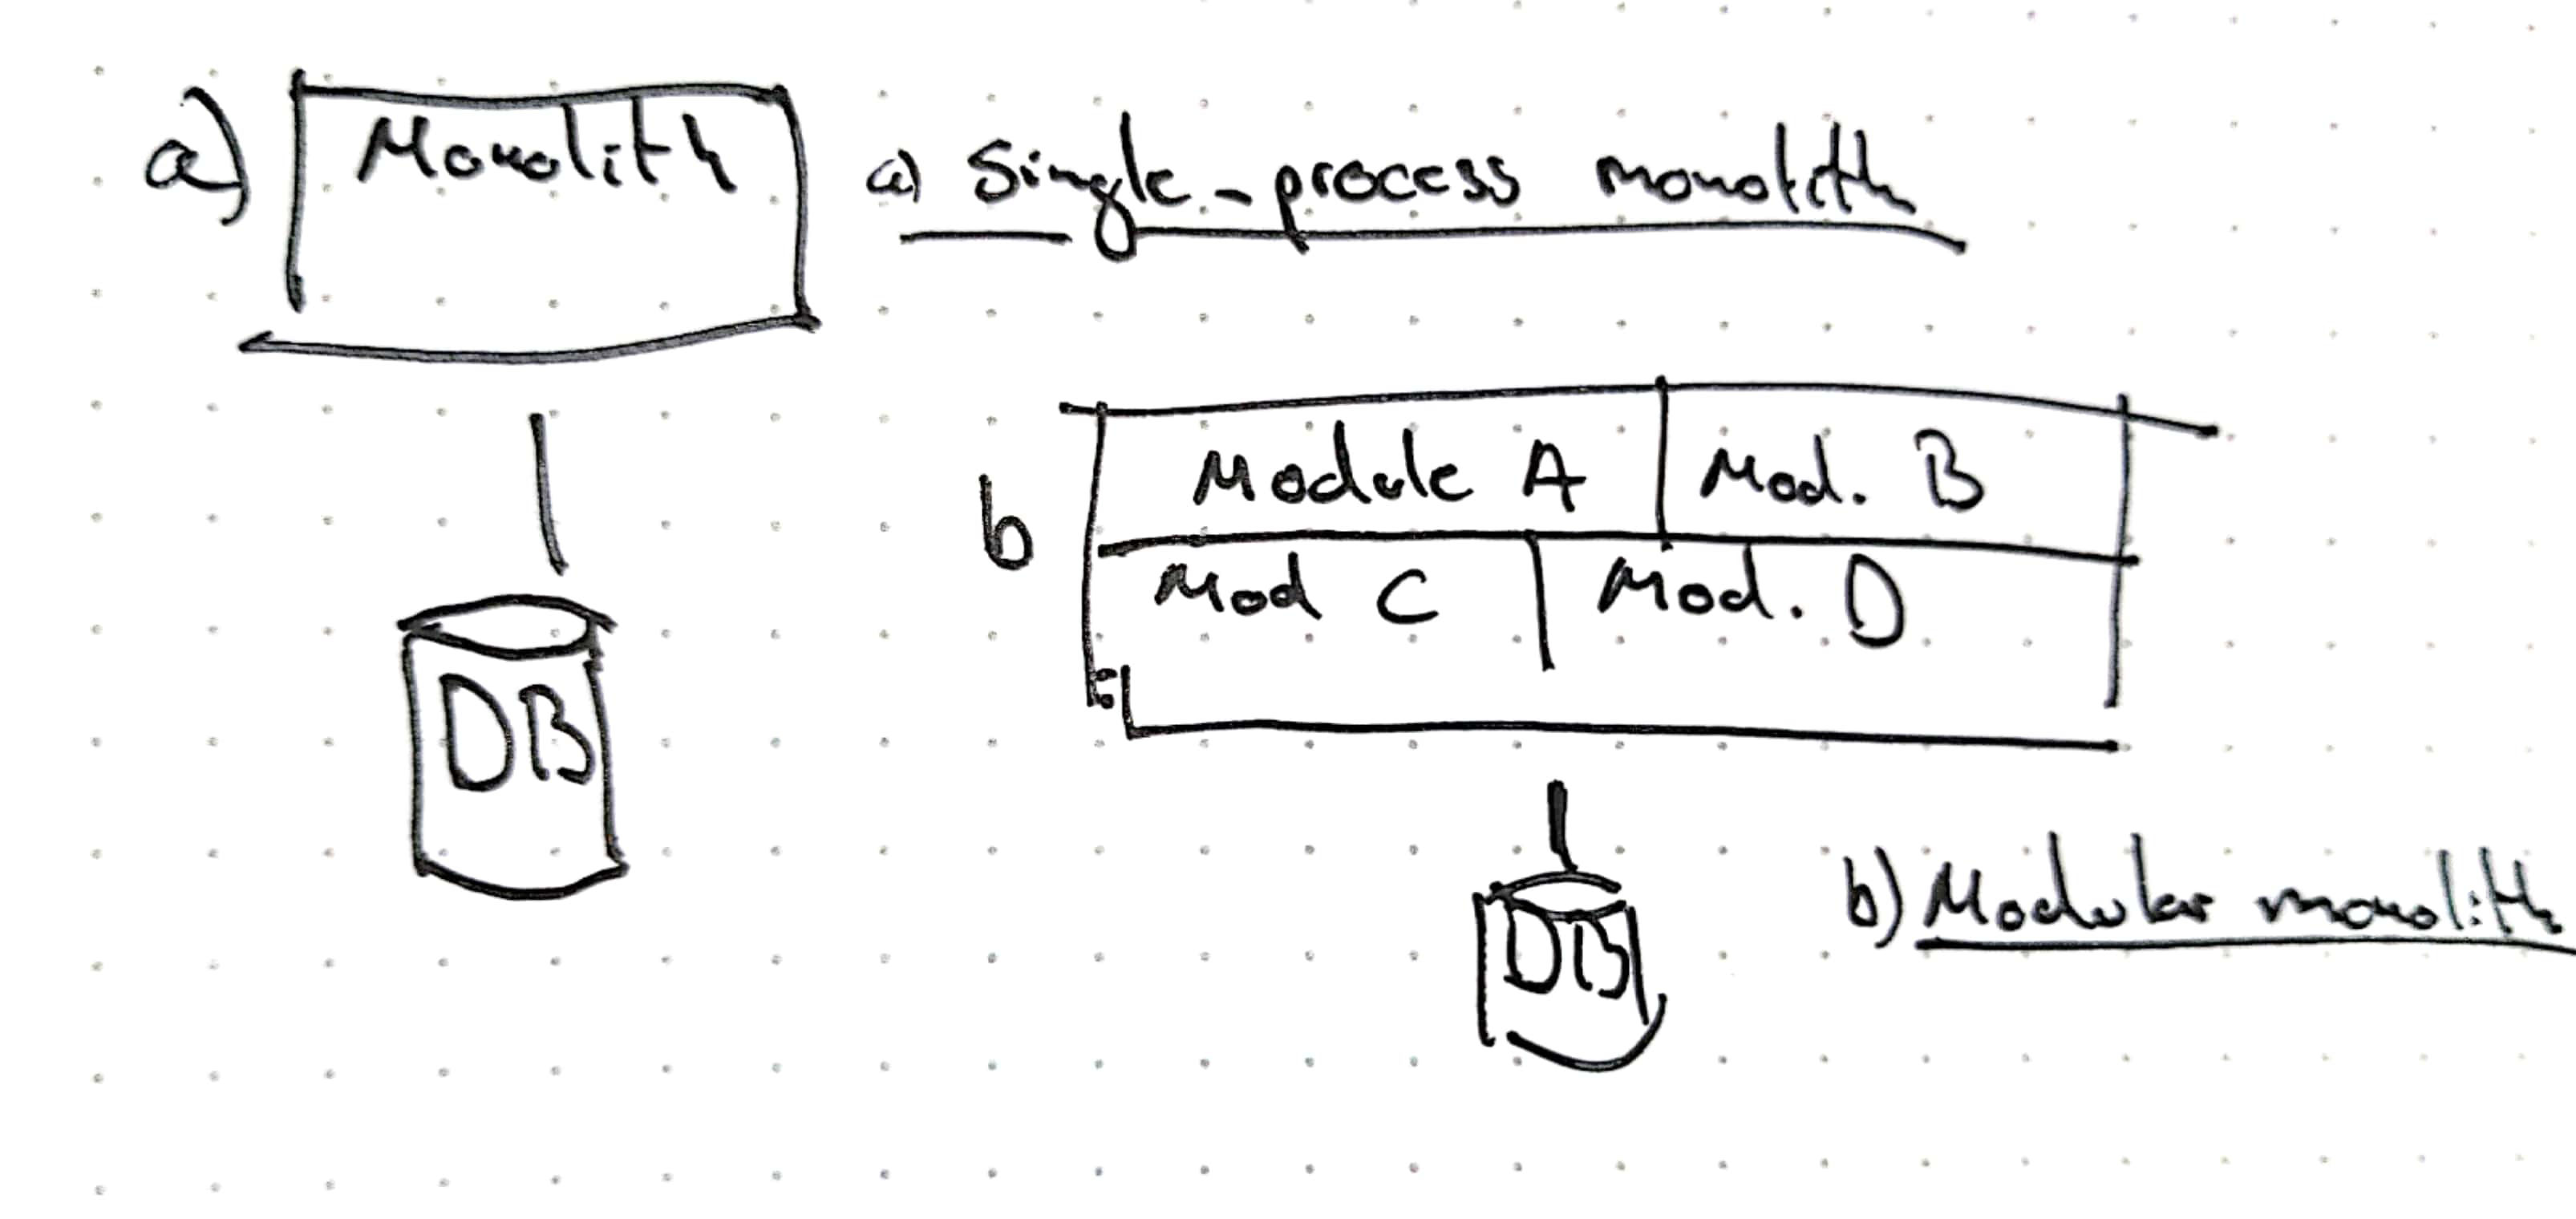 a) Monolith
a) Single-process monolith
b
Module A
Mod. B
Mod C
Mod. D
DB
DB
b) Modular monolith